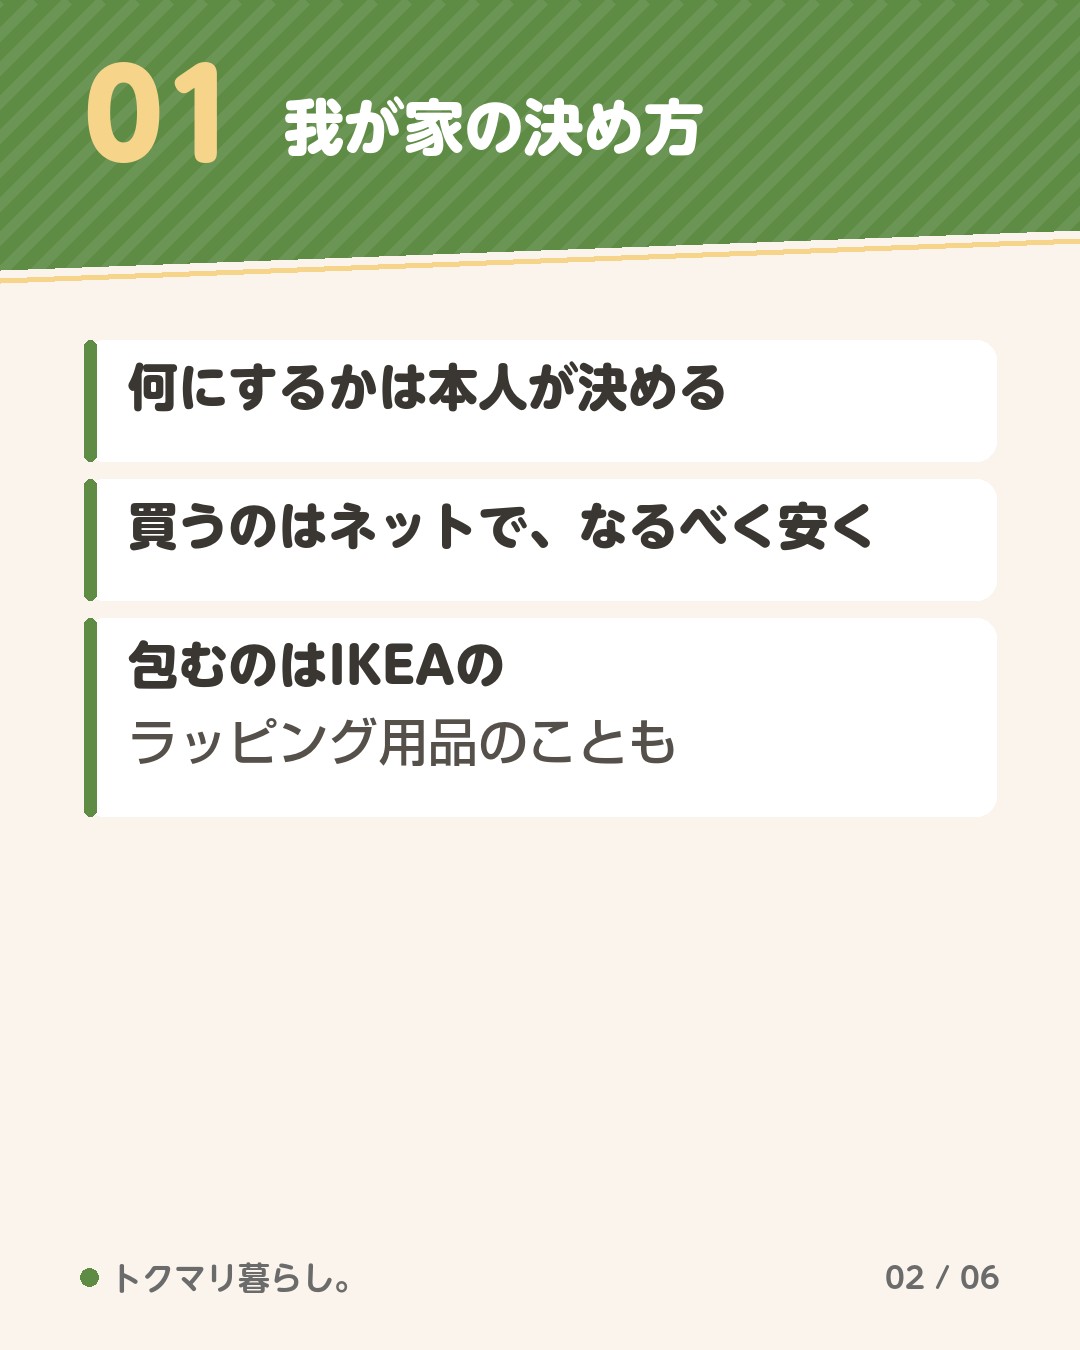 01 我が家の決め方
何にするかは本人が決める
買うのはネットで、なるべく安く
包むのはIKEAの
ラッピング用品のことも
トクマリ暮らし。
02 / 06